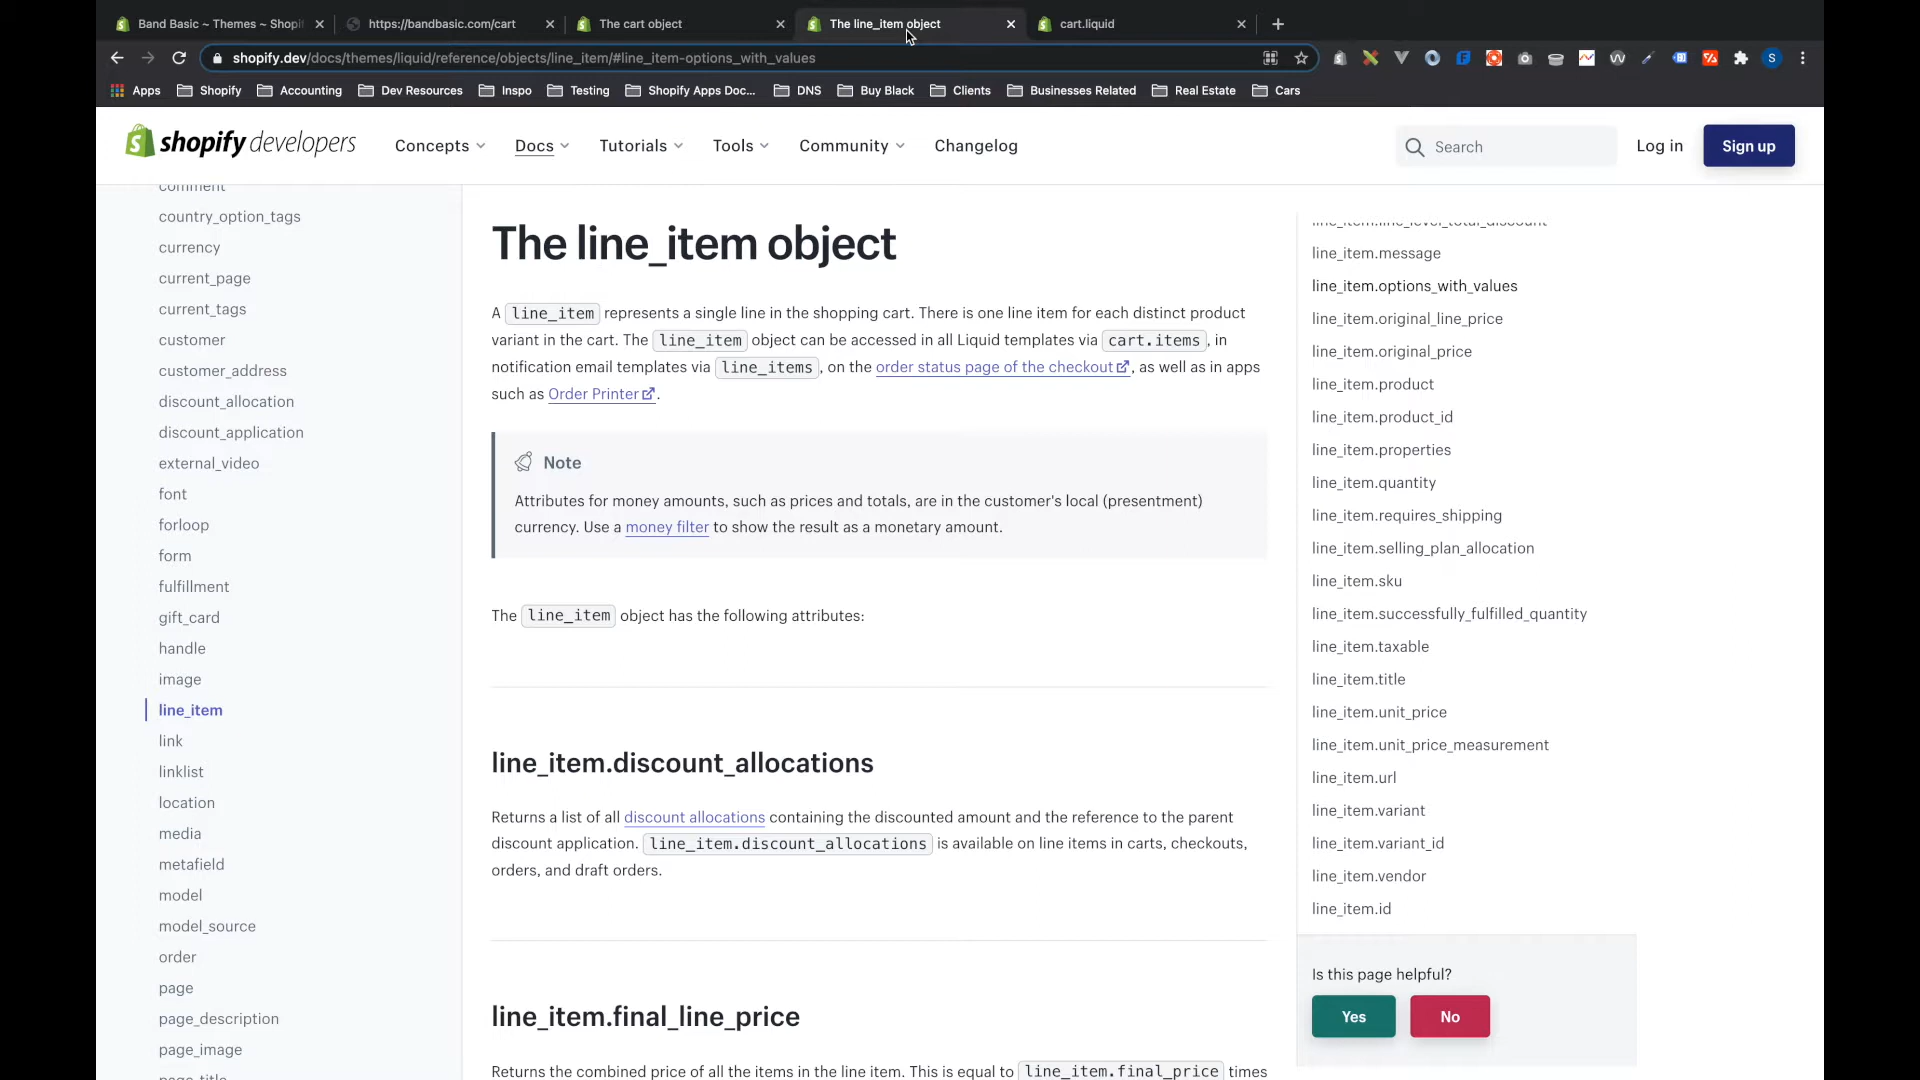 Band Basic ~ Themes ~ Shopif
https://bandbasic.com/cart
The cart object
The line_item object
cart.liquid
shopify.dev/docs/themes/liquid/reference/objects/line_item/#line_item-options_with_values
S
Apps
Shopify
Accounting
Dev Resources
Inspo
Testing
Shopify Apps Doc...
DNS
Buy Black
Clients
Businesses Related
Real Estate
Cars
shopify developers
Concepts
Docs
Tutorials
Tools
Community
Changelog
Search
Log in
Sign up
comment
country_option_tags
currency
current_page
current_tags
customer
customer_address
discount_allocation
discount_application
external_video
font
forloop
form
fulfillment
gift_card
handle
image
line_item
link
linklist
location
media
metafield
model
model_source
order
page
page_description
page_image
page_title
The line_item object
A line_item represents a single line in the shopping cart. There is one line item for each distinct product
variant in the cart. The line_item object can be accessed in all Liquid templates via cart.items, in
notification email templates via line_items, on the order status page of the checkout, as well as in apps
such as Order Printer.
Note
Attributes for money amounts, such as prices and totals, are in the customer's local (presentment)
currency. Use a money filter to show the result as a monetary amount.
The line_item object has the following attributes:
line_item.discount_allocations
Returns a list of all discount allocations containing the discounted amount and the reference to the parent
discount application. line_item.discount_allocations is available on line items in carts, checkouts,
orders, and draft orders.
line_item.final_line_price
Returns the combined price of all the items in the line item. This is equal to line_item.final_price times
line_item.line_level_total_discount
line_item.message
line_item.options_with_values
line_item.original_line_price
line_item.original_price
line_item.product
line_item.product_id
line_item.properties
line_item.quantity
line_item.requires_shipping
line_item.selling_plan_allocation
line_item.sku
line_item.successfully_fulfilled_quantity
line_item.taxable
line_item.title
line_item.unit_price
line_item.unit_price_measurement
line_item.url
line_item.variant
line_item.variant_id
line_item.vendor
line_item.id
Is this page helpful?
Yes
No